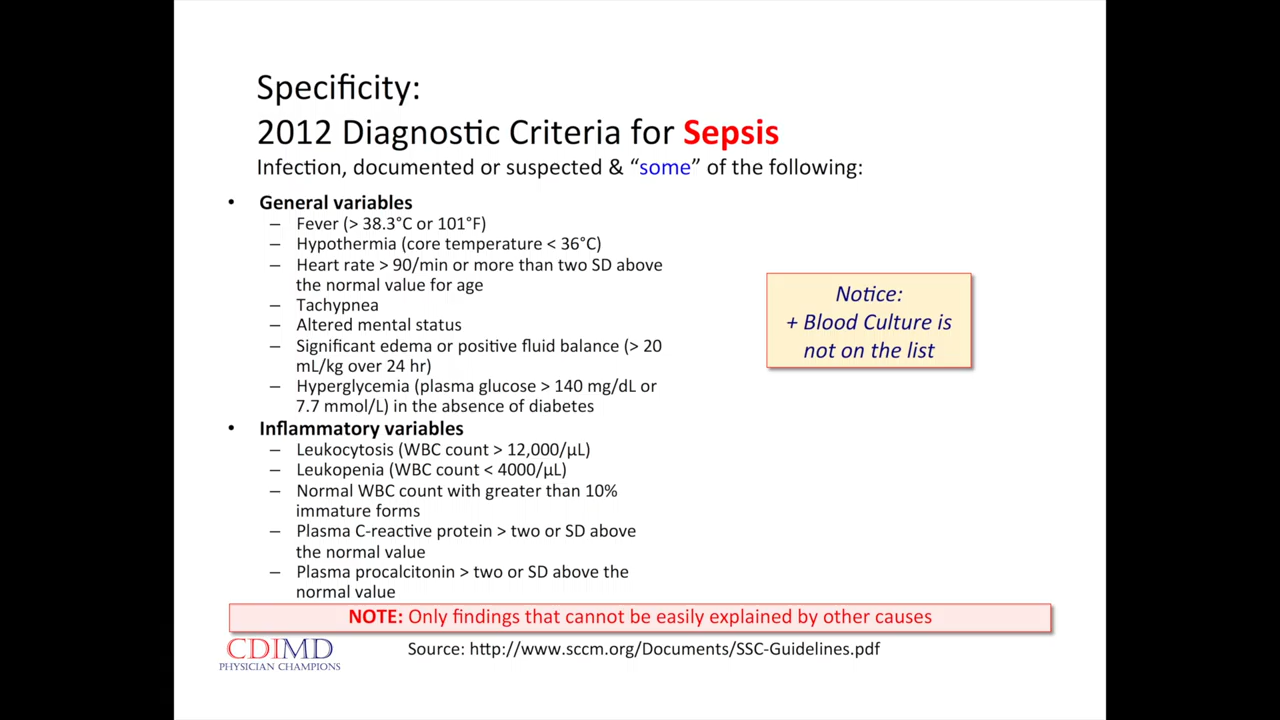 Specificity:
2012 Diagnostic Criteria for Sepsis
Infection, documented or suspected & “some” of the following:
• General variables
– Fever (> 38.3°C or 101°F)
– Hypothermia (core temperature < 36°C)
– Heart rate > 90/min or more than two SD above
the normal value for age
– Tachypnea
– Altered mental status
– Significant edema or positive fluid balance (> 20
mL/kg over 24 hr)
– Hyperglycemia (plasma glucose > 140 mg/dL or
7.7 mmol/L) in the absence of diabetes
• Inflammatory variables
– Leukocytosis (WBC count > 12,000/µL)
– Leukopenia (WBC count < 4000/µL)
– Normal WBC count with greater than 10%
immature forms
– Plasma C-reactive protein > two or SD above
the normal value
– Plasma procalcitonin > two or SD above the
normal value
Notice:
+ Blood Culture is
not on the list
NOTE: Only findings that cannot be easily explained by other causes
CDIMD
PHYSICIAN CHAMPIONS
Source: http://www.sccm.org/Documents/SSC-Guidelines.pdf